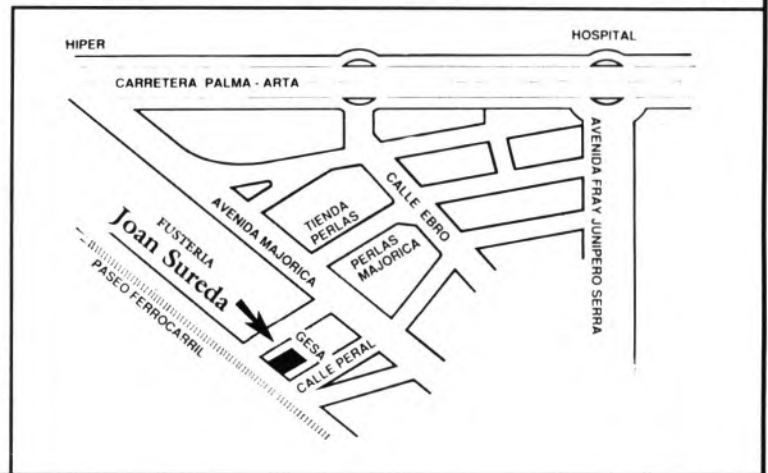 HIPER
HOSPITAL
CARRETERA PALMA - ARTA
AVENIDA FRAY JUNIPERO SERRA
CALLE EBRO
TIENDA
PERLAS
AVENIDA MAJORICA
PERLAS
MAJORICA
FUSTERIA
Joan Sureda
PASEO FERROCARRIL
GESA
CALLE PERAL